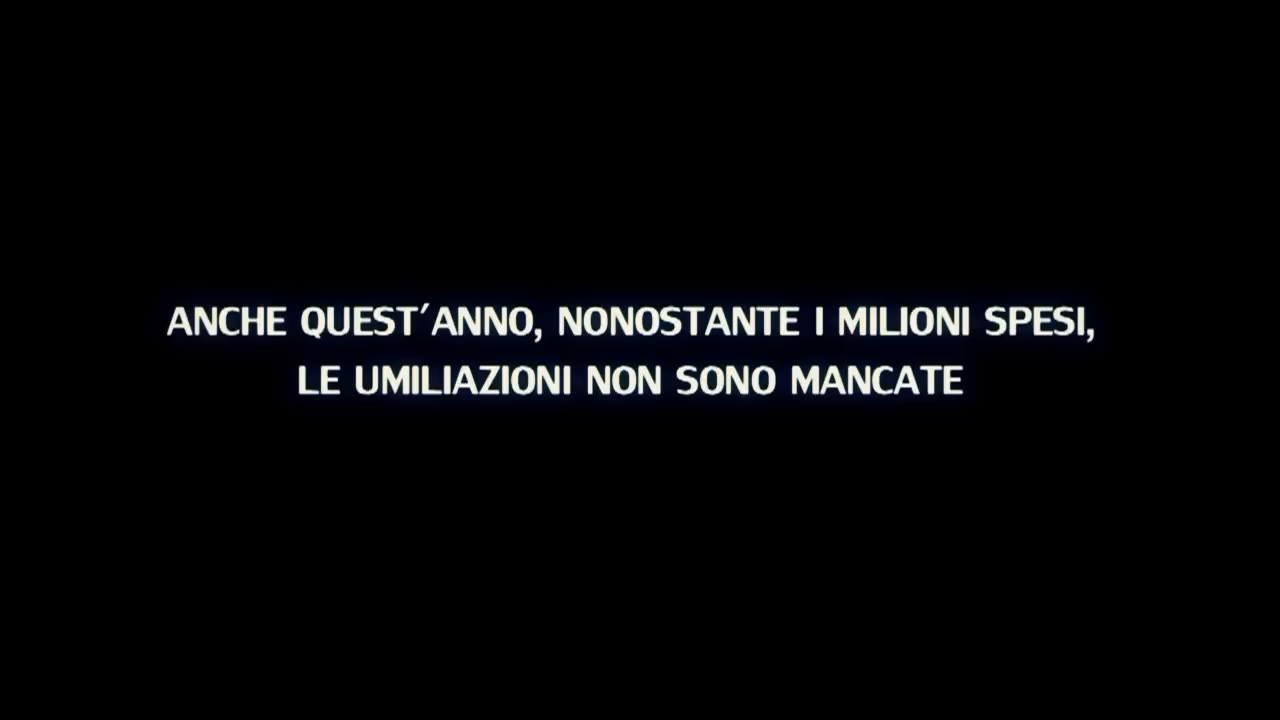 ANCHE QUEST'ANNO, NONOSTANTE I MILIONI SPESI,
LE UMILIAZIONI NON SONO MANCATE